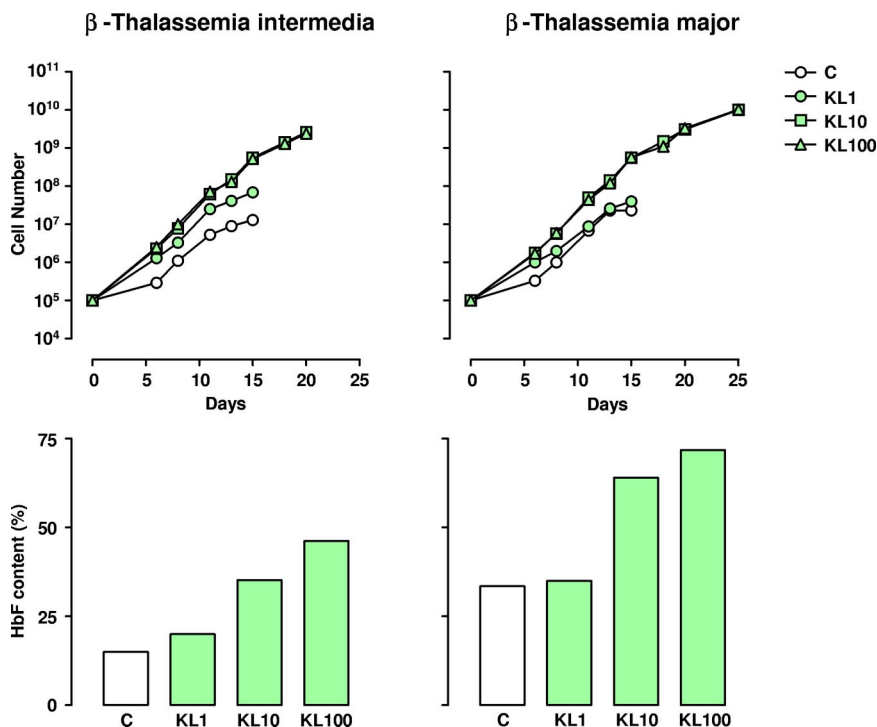 β -Thalassemia intermedia
β -Thalassemia major
10¹¹
10¹⁰
10⁹
10⁸
10⁷
10⁶
10⁵
10⁴
Cell Number
0 5 10 15 20 25
Days
0 5 10 15 20 25
Days
C
KL1
KL10
KL100
75
50
25
0
HbF content (%)
C KL1 KL10 KL100
C KL1 KL10 KL100